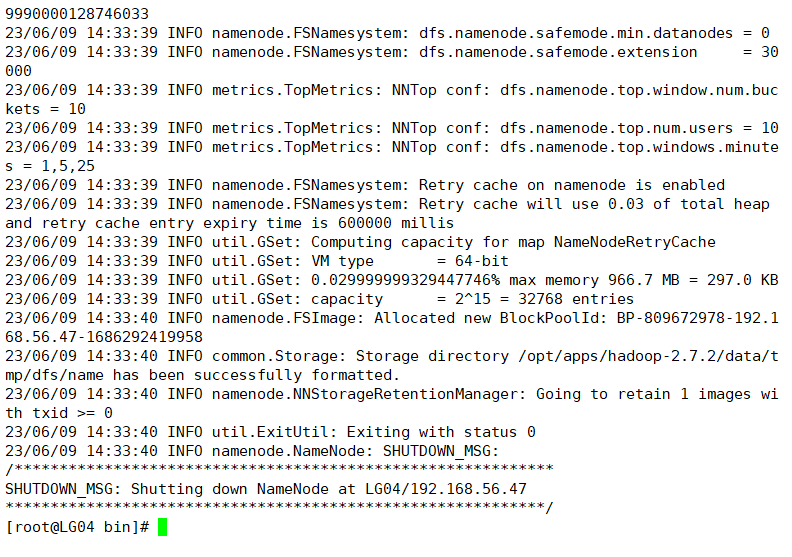 9990000128746033
23/06/09 14:33:39 INFO namenode.FSNamesystem: dfs.namenode.safemode.min.datanodes = 0
23/06/09 14:33:39 INFO namenode.FSNamesystem: dfs.namenode.safemode.extension     = 30
000
23/06/09 14:33:39 INFO metrics.TopMetrics: NNTop conf: dfs.namenode.top.window.num.buc
kets = 10
23/06/09 14:33:39 INFO metrics.TopMetrics: NNTop conf: dfs.namenode.top.num.users = 10
23/06/09 14:33:39 INFO metrics.TopMetrics: NNTop conf: dfs.namenode.top.windows.minute
s = 1,5,25
23/06/09 14:33:39 INFO namenode.FSNamesystem: Retry cache on namenode is enabled
23/06/09 14:33:39 INFO namenode.FSNamesystem: Retry cache will use 0.03 of total heap
and retry cache entry expiry time is 600000 millis
23/06/09 14:33:39 INFO util.GSet: Computing capacity for map NameNodeRetryCache
23/06/09 14:33:39 INFO util.GSet: VM type       = 64-bit
23/06/09 14:33:39 INFO util.GSet: 0.029999999329447746% max memory 966.7 MB = 297.0 KB
23/06/09 14:33:39 INFO util.GSet: capacity      = 2^15 = 32768 entries
23/06/09 14:33:40 INFO namenode.FSImage: Allocated new BlockPoolId: BP-809672978-192.1
68.56.47-1686292419958
23/06/09 14:33:40 INFO common.Storage: Storage directory /opt/apps/hadoop-2.7.2/data/t
mp/dfs/name has been successfully formatted.
23/06/09 14:33:40 INFO namenode.NNStorageRetentionManager: Going to retain 1 images wi
th txid >= 0
23/06/09 14:33:40 INFO util.ExitUtil: Exiting with status 0
23/06/09 14:33:40 INFO namenode.NameNode: SHUTDOWN_MSG:
/************************************************************
SHUTDOWN_MSG: Shutting down NameNode at LG04/192.168.56.47
************************************************************/
[root@LG04 bin]#